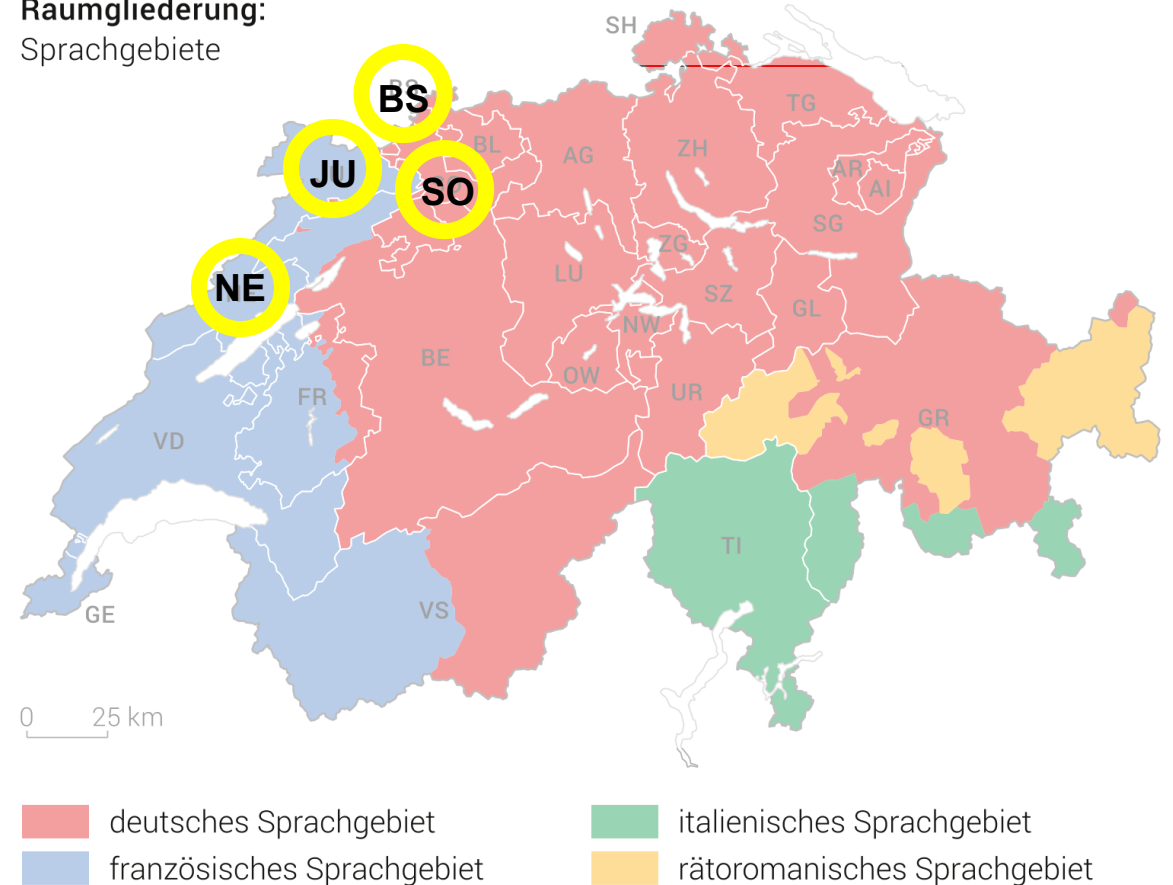 Raumgliederung:
Sprachgebiete
SH
BS
TG
BL
AG
ZH
JU
AR
SO
AI
SG
ZG
LU
NE
SZ
GL
NW
BE
OW
UR
FR
GR
VD
TI
VS
GE
0 25 km
deutsches Sprachgebiet
italienisches Sprachgebiet
französisches Sprachgebiet
rätoromanisches Sprachgebiet